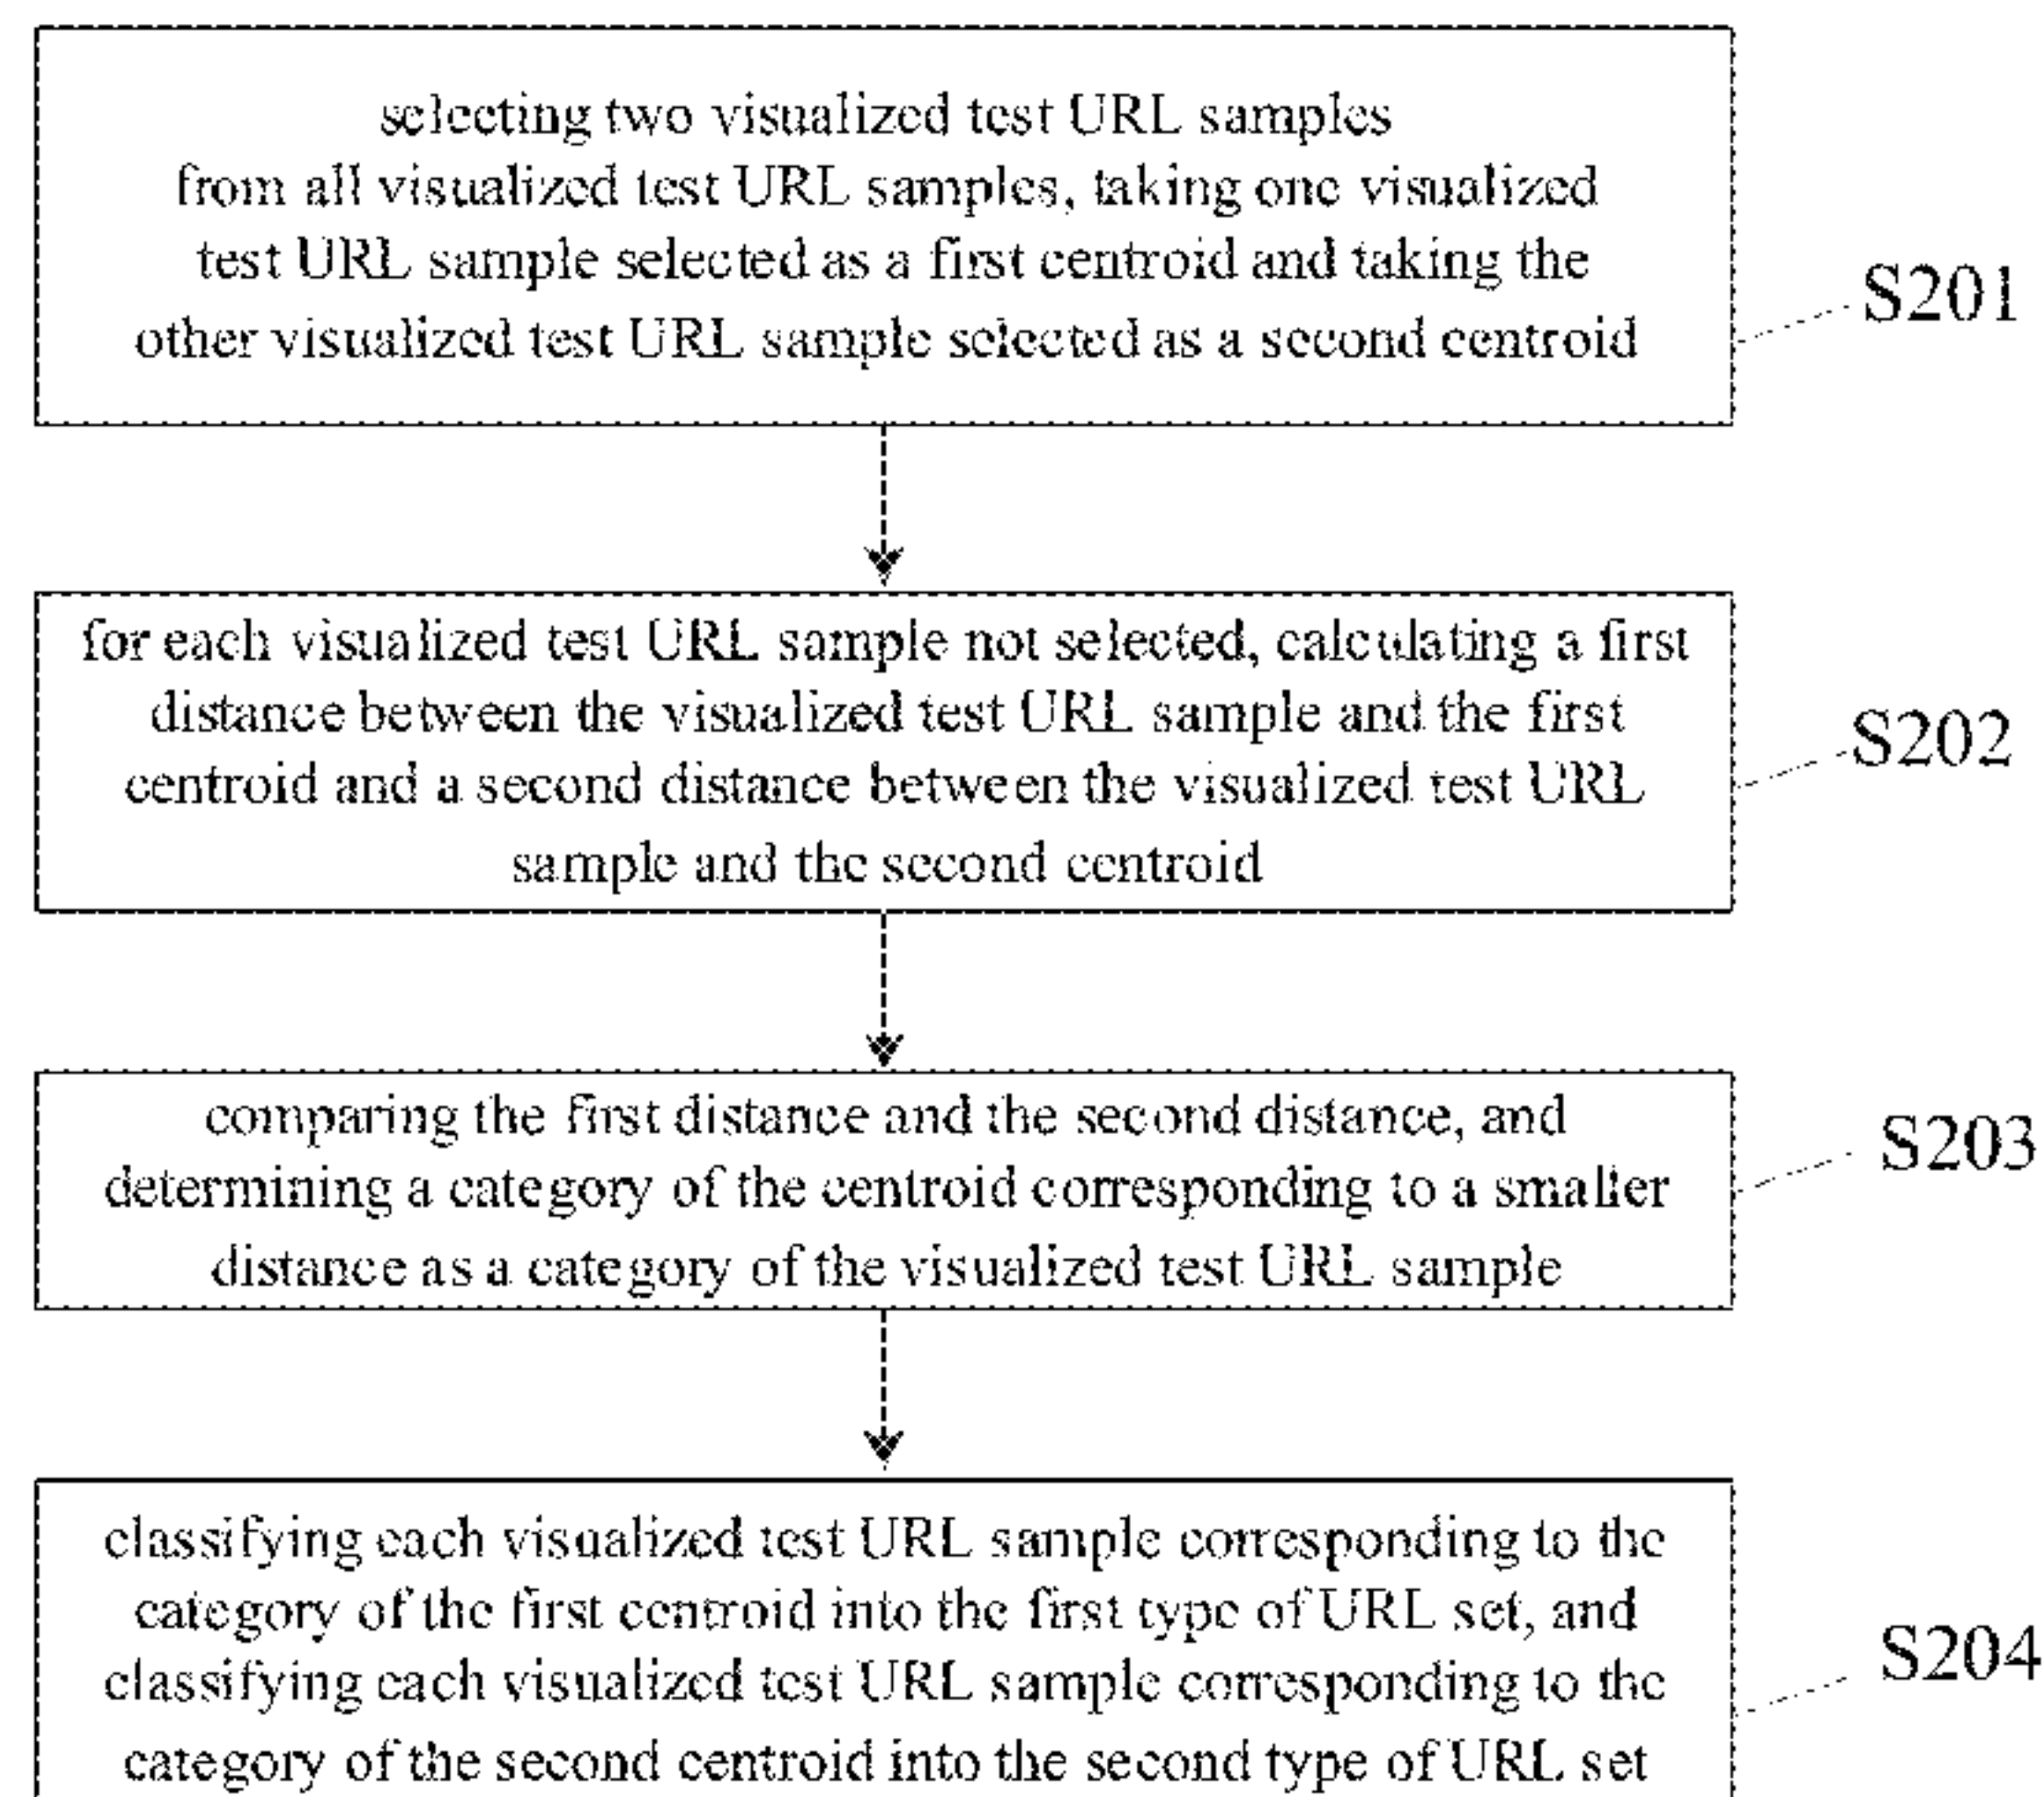 selecting two visualized test URL samples
from all visualized test URL samples, taking one visualized
test URL sample selected as a first centroid and taking the
other visualized test URL sample selected as a second centroid
S201
for each visualized test URL sample not selected, calculating a first
distance between the visualized test URL sample and the first
centroid and a second distance between the visualized test URL
sample and the second centroid
S202
comparing the first distance and the second distance, and
determining a category of the centroid corresponding to a smaller
distance as a category of the visualized test URL sample
S203
classifying each visualized test URL sample corresponding to the
category of the first centroid into the first type of URL set, and
classifying each visualized test URL sample corresponding to the
category of the second centroid into the second type of URL set
S204